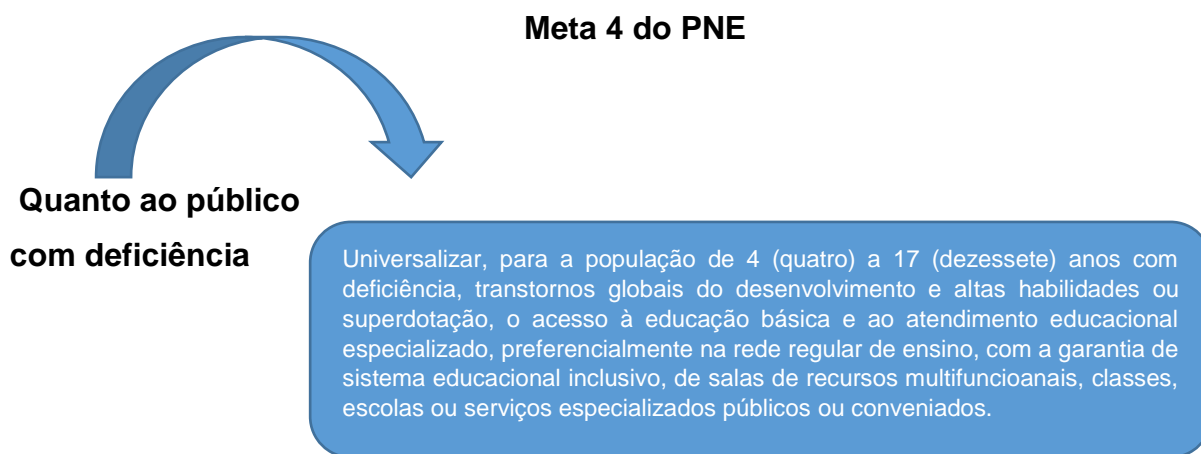 Meta 4 do PNE
Quanto ao público
com deficiência
Universalizar, para a população de 4 (quatro) a 17 (dezessete) anos com
deficiência, transtornos globais do desenvolvimento e altas habilidades ou
superdotação, o acesso à educação básica e ao atendimento educacional
especializado, preferencialmente na rede regular de ensino, com a garantia de
sistema educacional inclusivo, de salas de recursos multifuncioanais, classes,
escolas ou serviços especializados públicos ou conveniados.